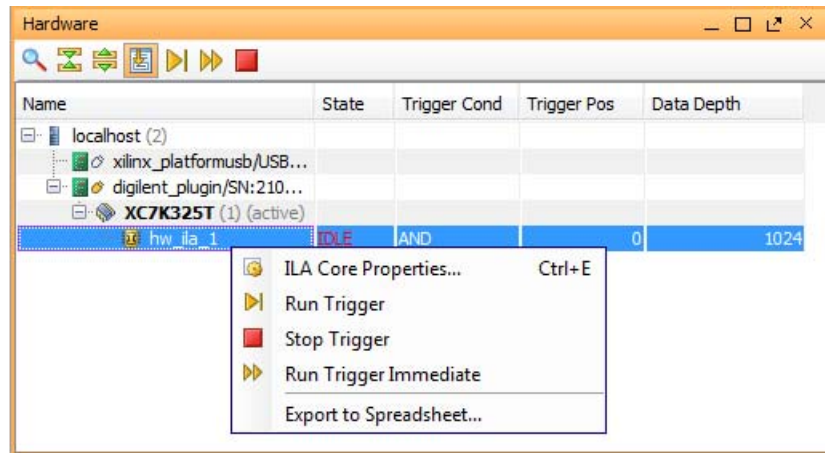 Hardware
Name State Trigger Cond Trigger Pos Data Depth
localhost (2)
xilinx_platformusb/USB...
digilent_plugin/SN:210...
XC7K325T (1) (active)
hw_ila_1 IDLE AND 0 1024
ILA Core Properties... Ctrl+E
Run Trigger
Stop Trigger
Run Trigger Immediate
Export to Spreadsheet...